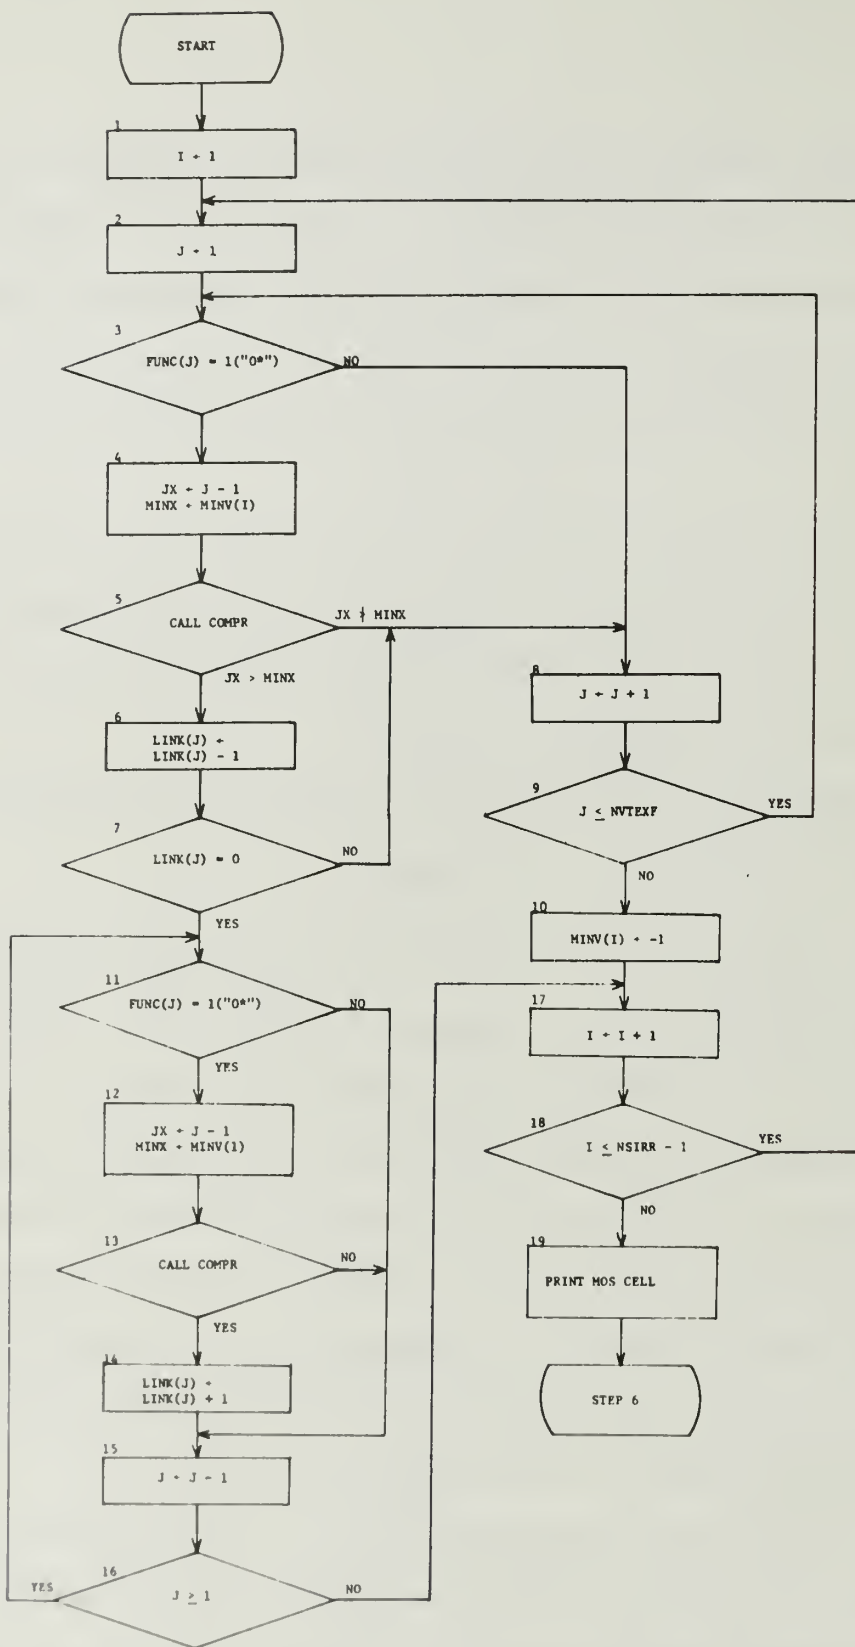 START
1
I ← 1
2
J ← 1
3
FUNC(J) = 1("0*")
NO
4
JX ← J - 1
MINX ← MINV(I)
5
CALL COMPR
JX ≯ MINX
JX > MINX
6
LINK(J) ←
LINK(J) - 1
7
LINK(J) = 0
NO
YES
8
J ← J + 1
9
J ≤ NVTEXF
YES
NO
10
MINV(I) ← -1
11
FUNC(J) = 1("0*")
NO
YES
12
JX ← J - 1
MINX ← MINV(I)
13
CALL COMPR
NO
YES
14
LINK(J) ←
LINK(J) + 1
15
J ← J - 1
16
YES
J ≥ 1
NO
17
I ← I + 1
18
I ≤ NSIRR - 1
YES
NO
19
PRINT MOS CELL
STEP 6